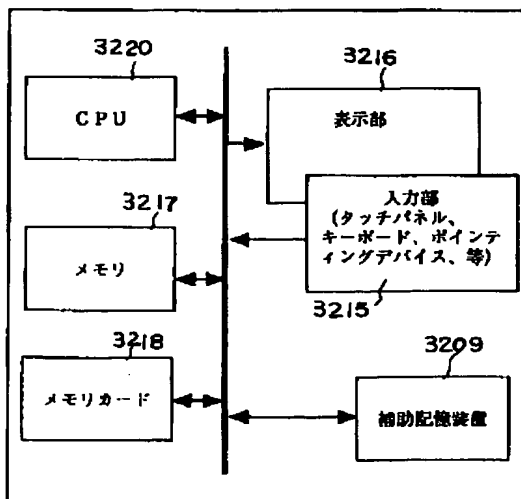 3220
CPU
3216
表示部
入力部
(タッチパネル、
キーボード、ポインテ
ィングデバイス、等)
3215
3217
メモリ
3218
メモリカード
3209
補助記憶装置